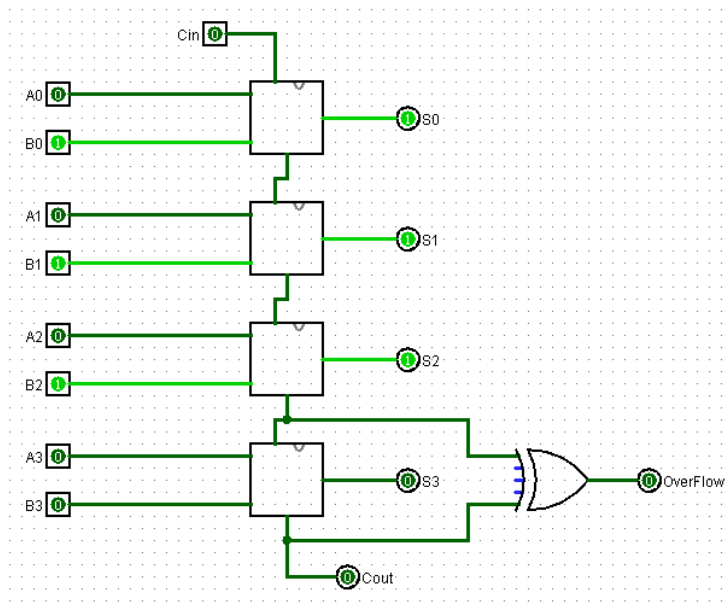 Cin 0
A0 0
1 S0
B0 1
A1 0
1 S1
B1 1
A2 0
1 S2
B2 1
A3 0
0 S3
0 OverFlow
B3 0
0 Cout